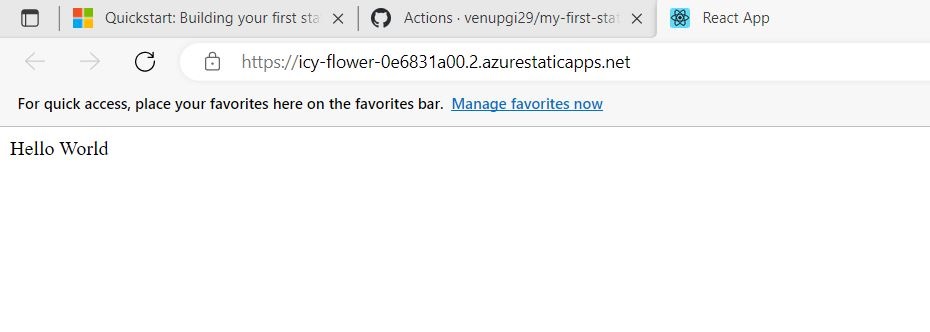 Quickstart: Building your first sta
Actions · venupgi29/my-first-stat
React App
https://icy-flower-0e6831a00.2.azurestaticapps.net
For quick access, place your favorites here on the favorites bar. Manage favorites now
Hello World